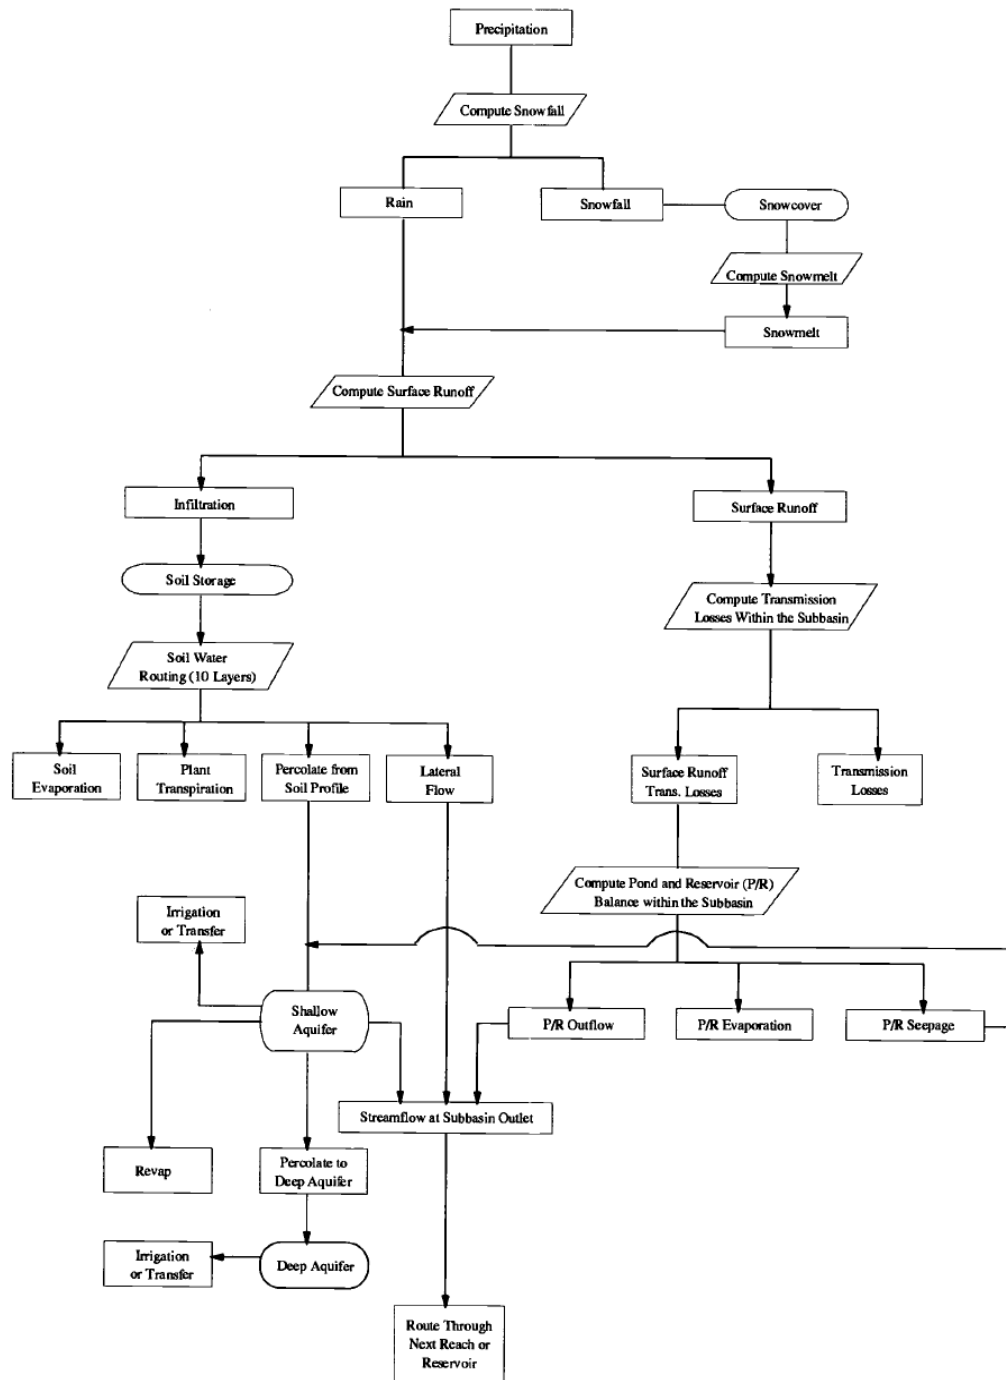 Precipitation
Compute Snowfall
Rain
Snowfall
Snowcover
Compute Snowmelt
Snowmelt
Compute Surface Runoff
Infiltration
Surface Runoff
Soil Storage
Compute Transmission
Losses Within the Subbasin
Soil Water
Routing (10 Layers)
Soil
Evaporation
Plant
Transpiration
Percolate from
Soil Profile
Lateral
Flow
Surface Runoff
Trans. Losses
Transmission
Losses
Compute Pond and Reservoir (P/R)
Balance within the Subbasin
Irrigation
or Transfer
Shallow
Aquifer
P/R Outflow
P/R Evaporation
P/R Seepage
Streamflow at Subbasin Outlet
Revap
Percolate to
Deep Aquifer
Irrigation
or Transfer
Deep Aquifer
Route Through
Next Reach or
Reservoir